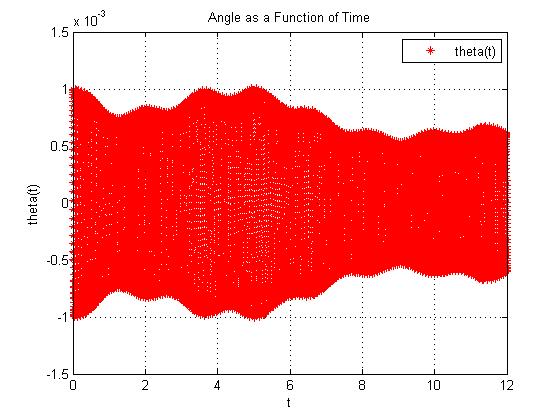 Angle as a Function of Time
x 10^-3
1.5
theta(t)
1
0.5
0
-0.5
-1
-1.5
theta(t)
0 2 4 6 8 10 12
t